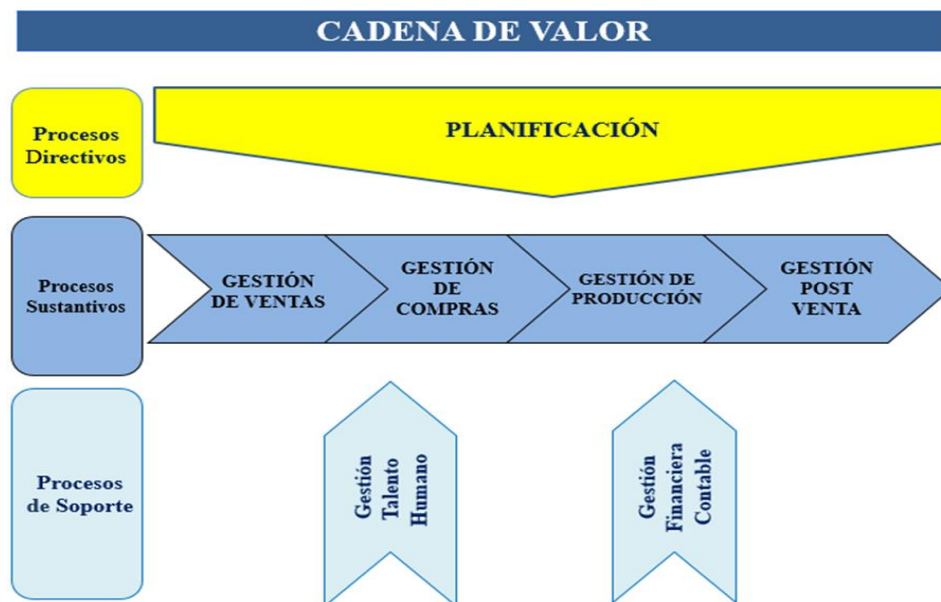 CADENA DE VALOR
Procesos
Directivos
PLANIFICACIÓN
Procesos
Sustantivos
GESTIÓN
DE VENTAS
GESTIÓN
DE
COMPRAS
GESTIÓN DE
PRODUCCIÓN
GESTIÓN
POST
VENTA
Procesos
de Soporte
Gestión
Talento
Humano
Gestión
Financiera
Contable